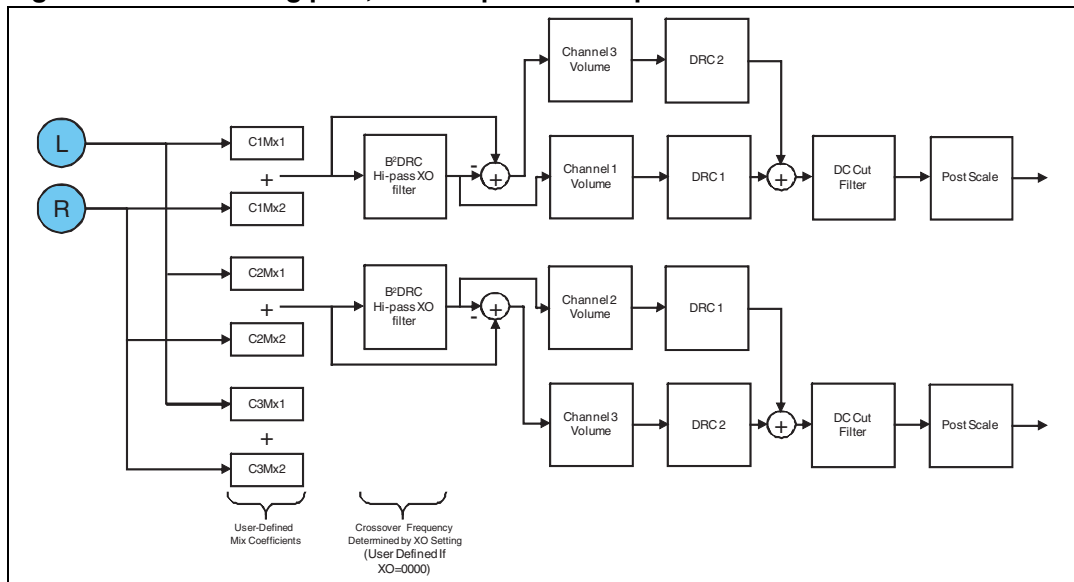 L
R
C1Mx1
+
C1Mx2
C2Mx1
+
C2Mx2
C3Mx1
+
C3Mx2
User-Defined
Mix Coefficients
B²DRC
Hi-pass XO
filter
-
+
Channel 3
Volume
DRC 2
Channel 1
Volume
DRC 1
+
DC Cut
Filter
Post Scale
B²DRC
Hi-pass XO
filter
-
+
Channel 2
Volume
DRC 1
Channel 3
Volume
DRC 2
+
DC Cut
Filter
Post Scale
Crossover Frequency
Determined by XO Setting
(User Defined If
XO=0000)